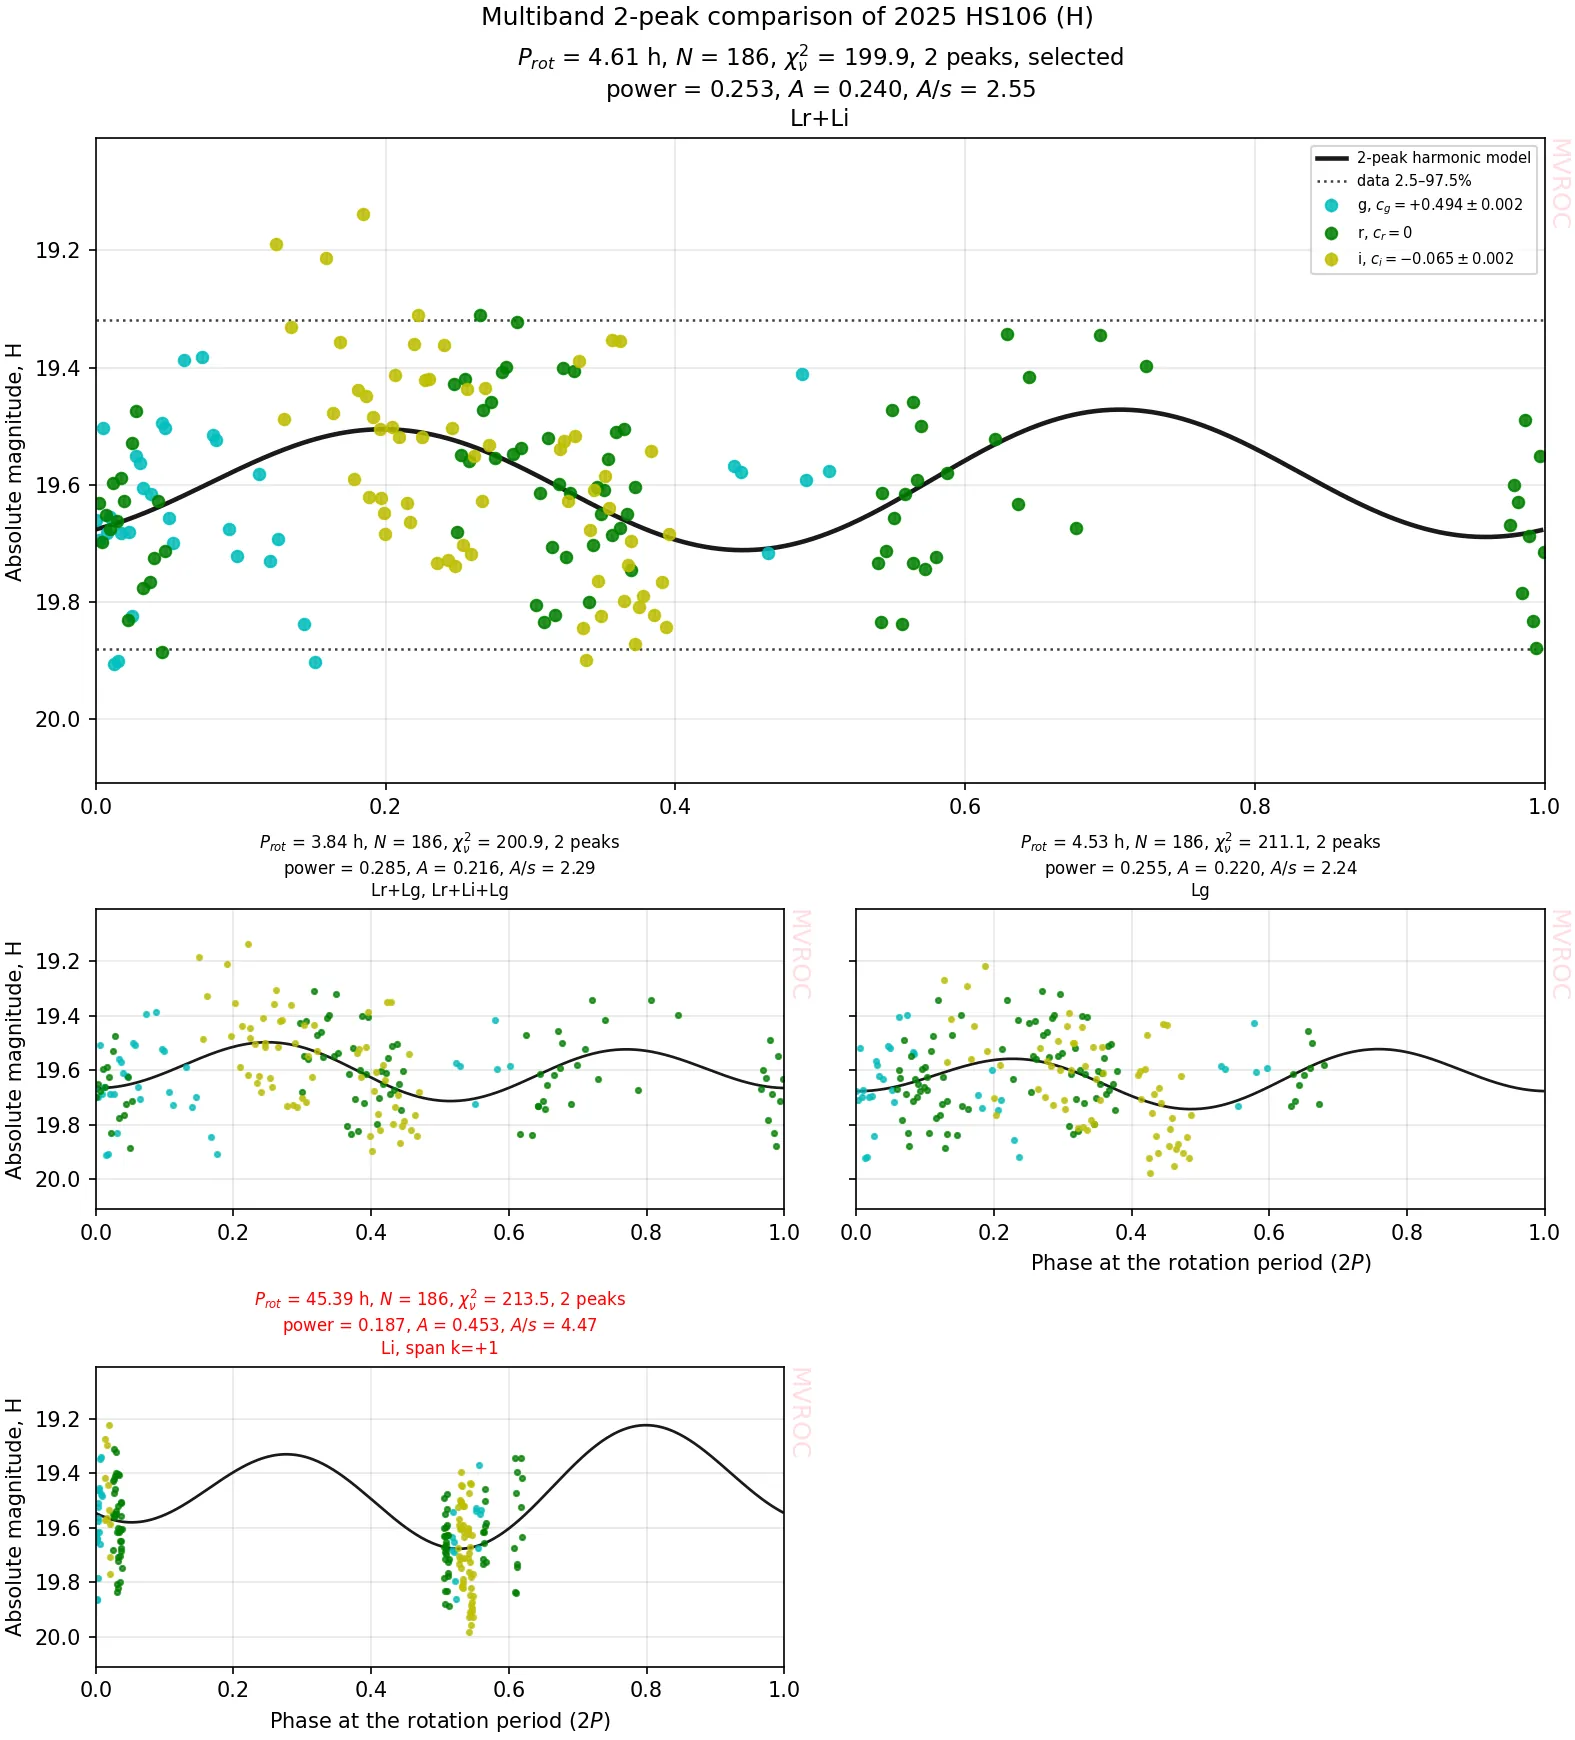 Multiband 2-peak comparison of 2025 HS106 (H)
P_rot = 4.61 h, N = 186, χ²_ν = 199.9, 2 peaks, selected
power = 0.253, A = 0.240, A/s = 2.55
Lr+Li
2-peak harmonic model
data 2.5–97.5%
g, c_g = +0.494 ± 0.002
r, c_r = 0
i, c_i = −0.065 ± 0.002
MVROC
Absolute magnitude, H
19.2
19.4
19.6
19.8
20.0
0.0 0.2 0.4 0.6 0.8 1.0
P_rot = 3.84 h, N = 186, χ²_ν = 200.9, 2 peaks
power = 0.285, A = 0.216, A/s = 2.29
Lr+Lg, Lr+Li+Lg
MVROC
Absolute magnitude, H
19.2
19.4
19.6
19.8
20.0
0.0 0.2 0.4 0.6 0.8 1.0
P_rot = 4.53 h, N = 186, χ²_ν = 211.1, 2 peaks
power = 0.255, A = 0.220, A/s = 2.24
Lg
MVROC
0.0 0.2 0.4 0.6 0.8 1.0
Phase at the rotation period (2P)
P_rot = 45.39 h, N = 186, χ²_ν = 213.5, 2 peaks
power = 0.187, A = 0.453, A/s = 4.47
Li, span k=+1
MVROC
Absolute magnitude, H
19.2
19.4
19.6
19.8
20.0
0.0 0.2 0.4 0.6 0.8 1.0
Phase at the rotation period (2P)